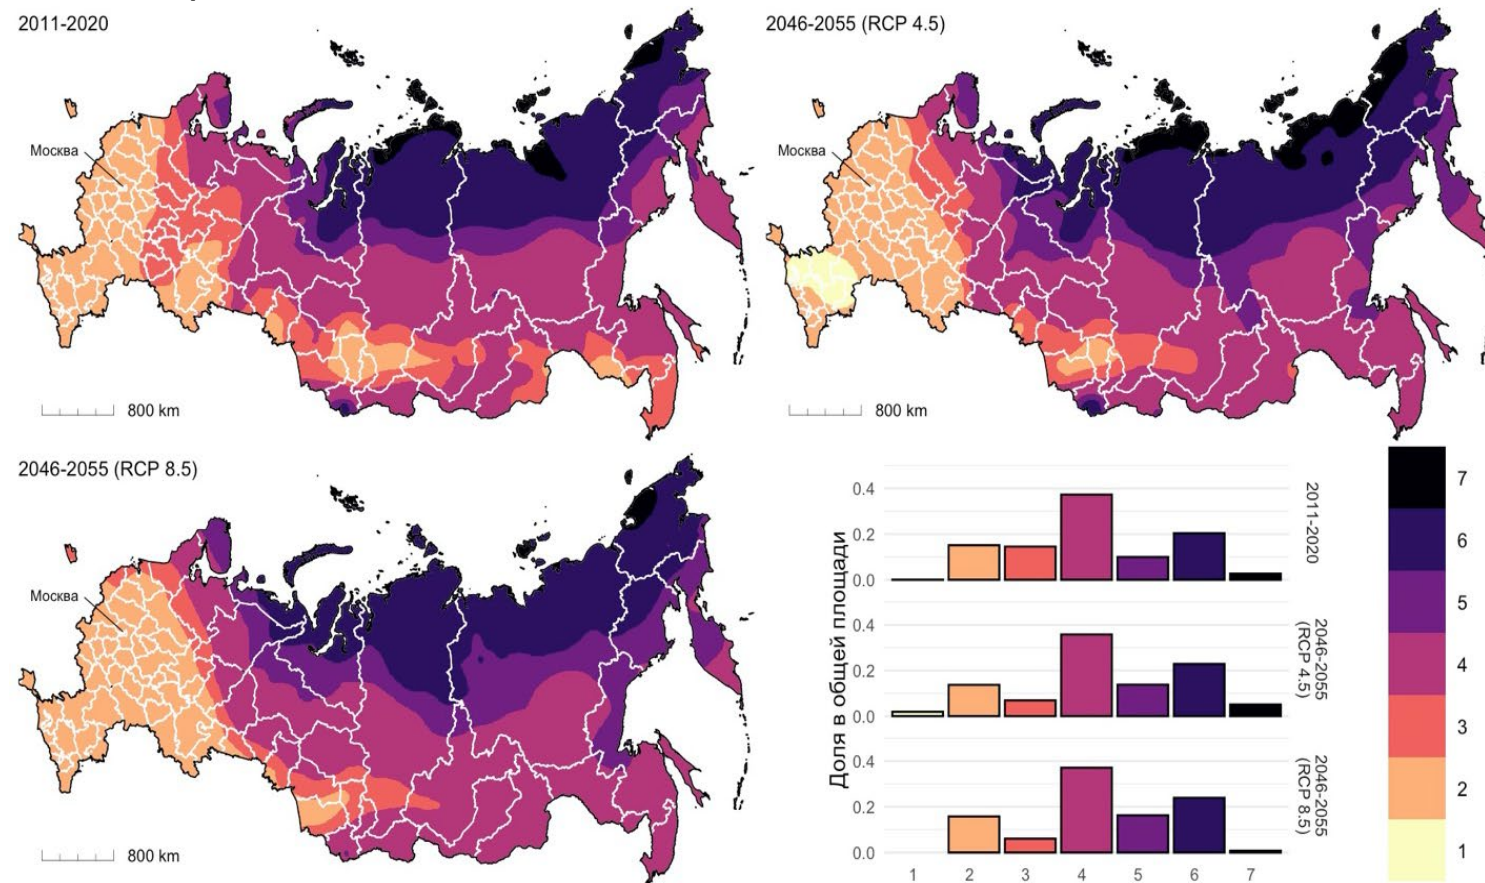 2011-2020
Москва
800 km
2046-2055 (RCP 4.5)
Москва
800 km
2046-2055 (RCP 8.5)
Москва
800 km
Доля в общей площади
0.4
0.2
0.0
2011-2020
0.4
0.2
0.0
2046-2055
(RCP 4.5)
0.4
0.2
0.0
2046-2055
(RCP 8.5)
1 2 3 4 5 6 7
7
6
5
4
3
2
1